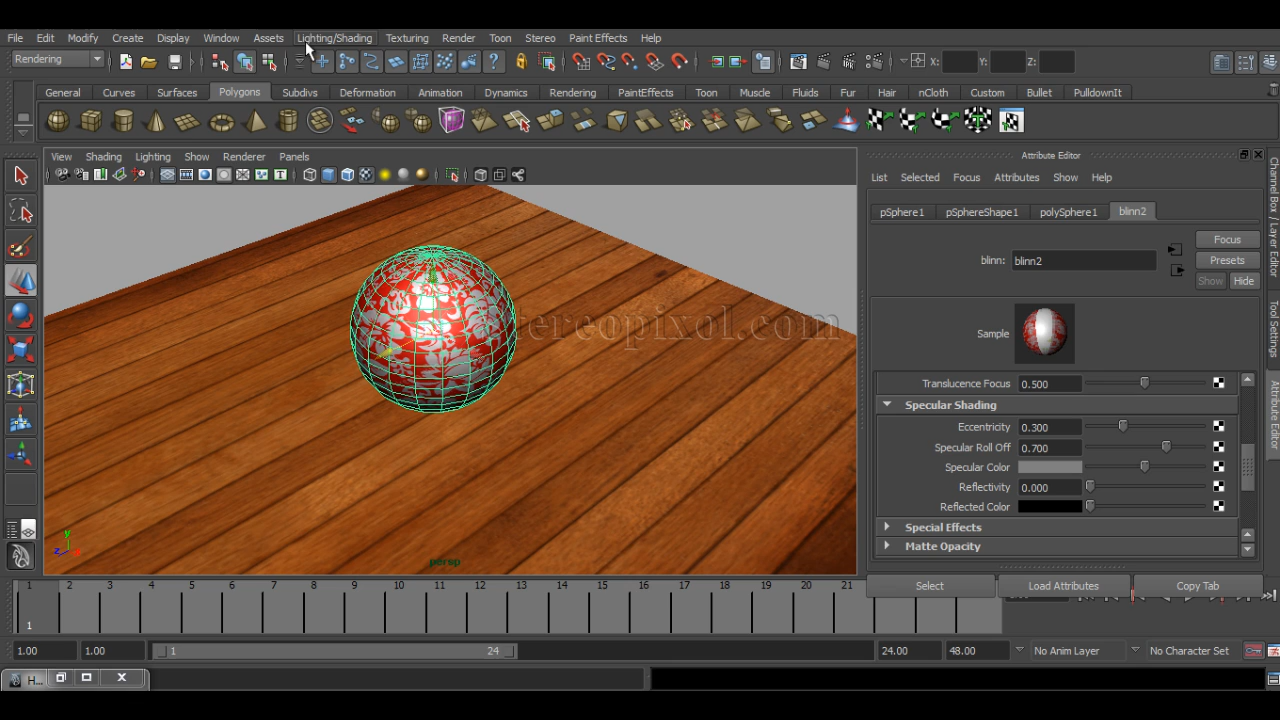 File Edit Modify Create Display Window Assets Lighting/Shading Texturing Render Toon Stereo Paint Effects Help
Rendering X: Y: Z:
General Curves Surfaces Polygons Subdivs Deformation Animation Dynamics Rendering PaintEffects Toon Muscle Fluids Fur Hair nCloth Custom Bullet PulldownIt
View Shading Lighting Show Renderer Panels
Attribute Editor
List Selected Focus Attributes Show Help
pSphere1 pSphereShape1 polySphere1 blinn2
Focus
blinn: blinn2
Presets
Show Hide
Sample
Translucence Focus 0.500
Specular Shading
Eccentricity 0.300
Specular Roll Off 0.700
Specular Color
Reflectivity 0.000
Reflected Color
Special Effects
Matte Opacity
Select Load Attributes Copy Tab
Channel Box / Layer Editor
Tool Settings
Attribute Editor
stereopixol.com
y
z x
persp
1 2 3 4 5 6 7 8 9 10 11 12 13 14 15 16 17 18 19 20 21
1
1.00 1.00 1 24 24.00 48.00 No Anim Layer No Character Set
H...